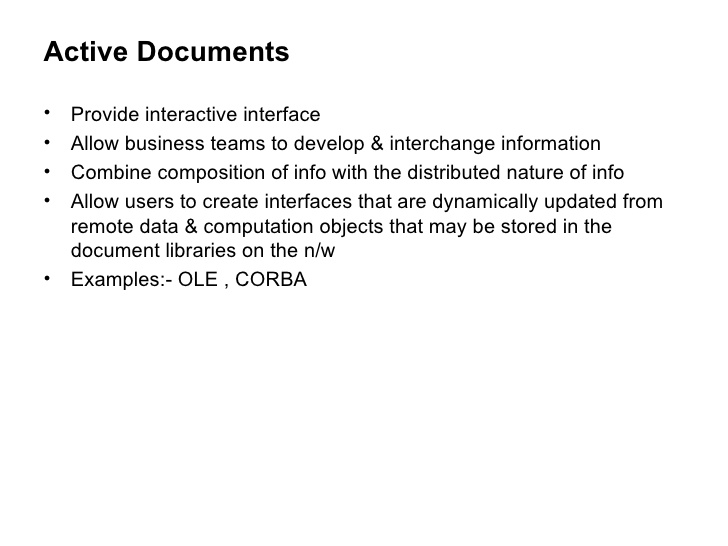 Active Documents
• Provide interactive interface
• Allow business teams to develop & interchange information
• Combine composition of info with the distributed nature of info
• Allow users to create interfaces that are dynamically updated from
remote data & computation objects that may be stored in the
document libraries on the n/w
• Examples:- OLE , CORBA